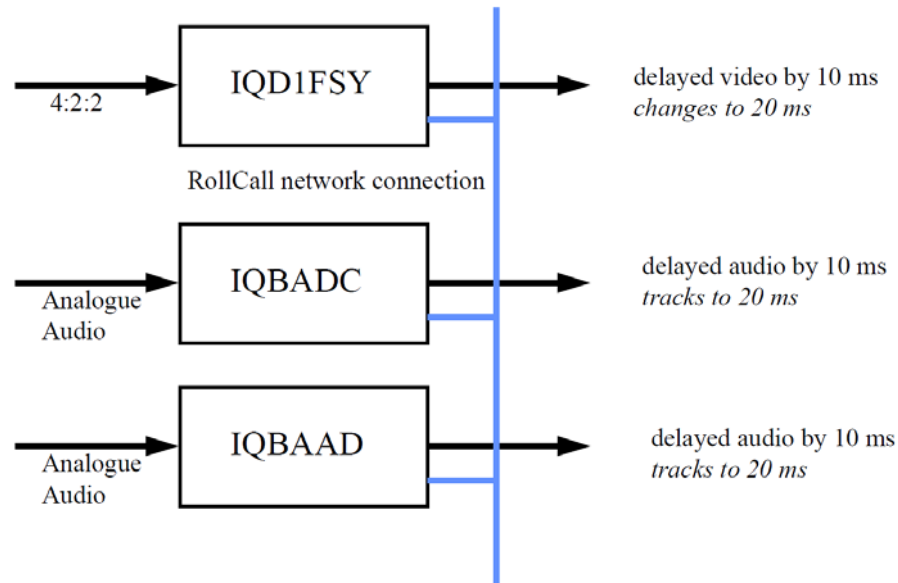 IQD1FSY
4:2:2
delayed video by 10 ms
changes to 20 ms
RollCall network connection
IQBADC
Analogue
Audio
delayed audio by 10 ms
tracks to 20 ms
IQBAAD
Analogue
Audio
delayed audio by 10 ms
tracks to 20 ms